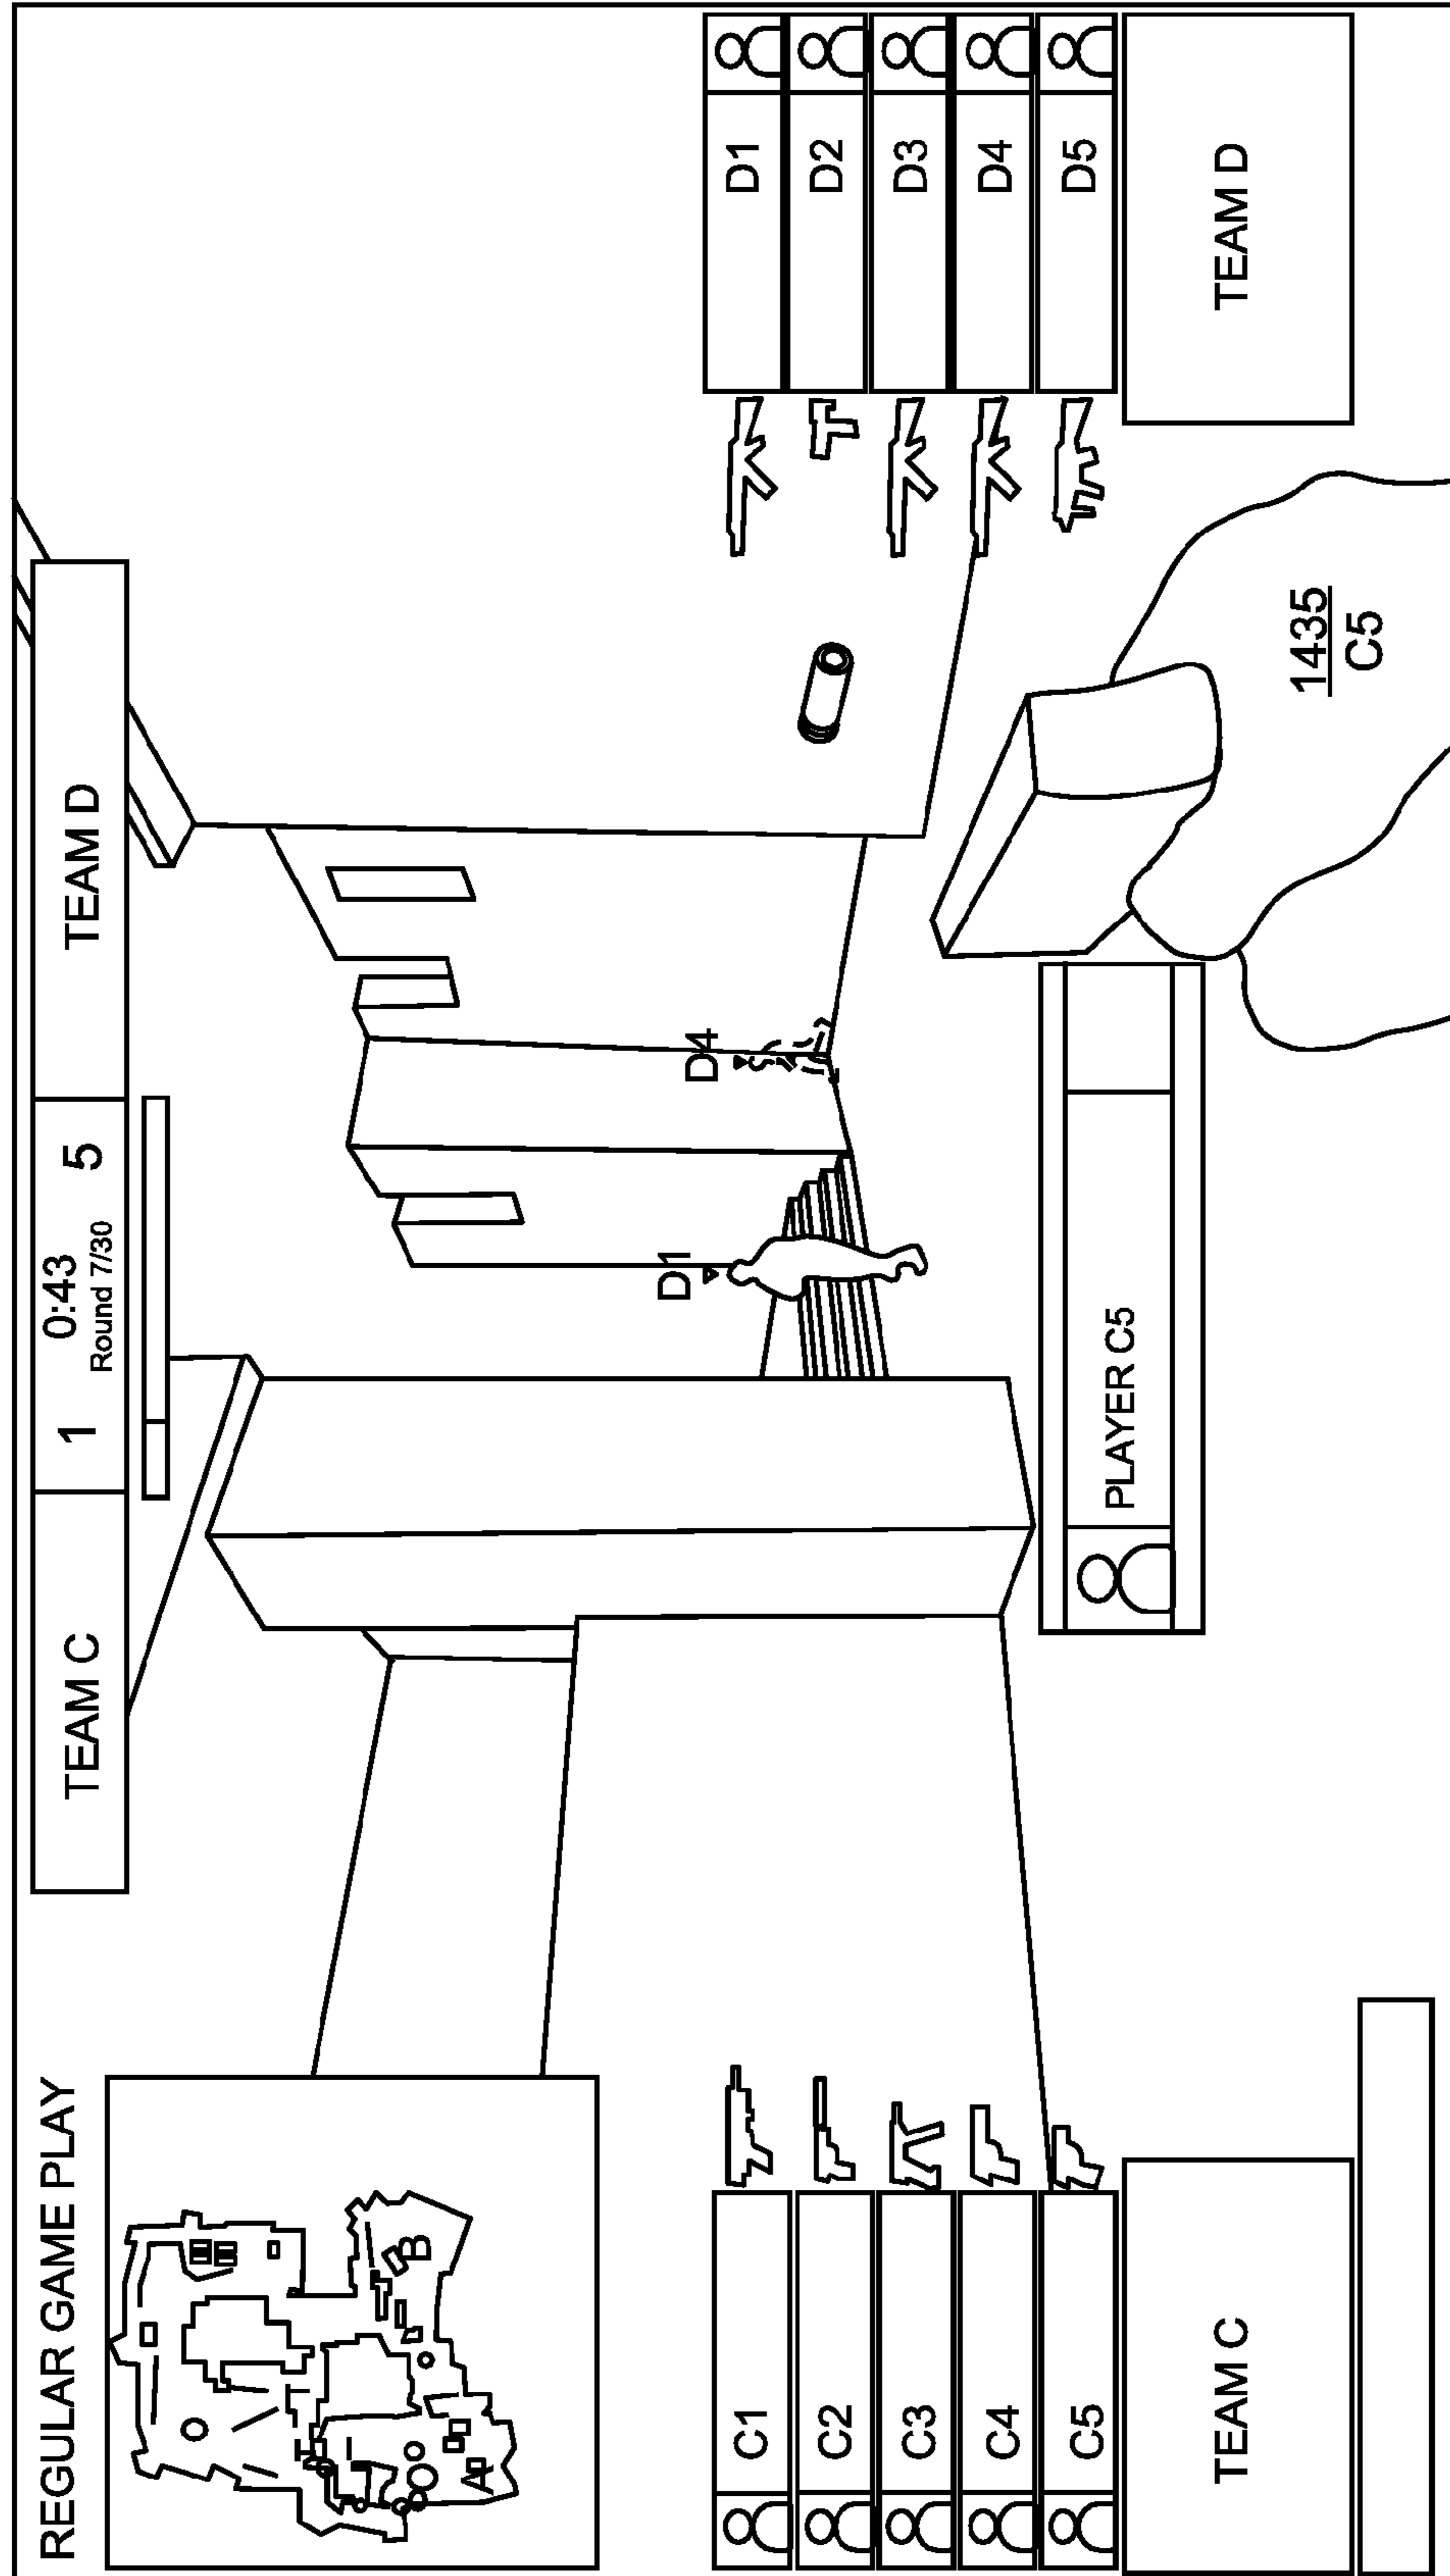 REGULAR GAME PLAY
TEAM C
1
0:43
5
Round 7/30
TEAM D
B
A
D1
D4
C1
C2
C3
C4
C5
TEAM C
PLAYER C5
1435
C5
D1
D2
D3
D4
D5
TEAM D